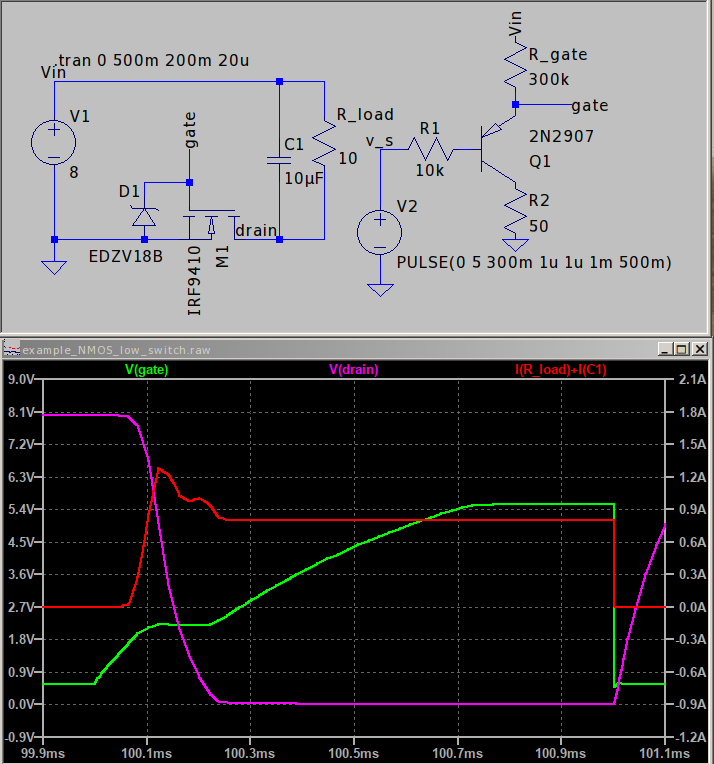 .tran 0 500m 200m 20u
Vin
V1
8
gate
D1
EDZV18B
IRF9410
M1
drain
C1
10µF
R_load
10
v_s
R1
10k
V2
PULSE(0 5 300m 1u 1u 1m 500m)
Vin
R_gate
300k
gate
2N2907
Q1
R2
50
example_NMOS_low_switch.raw
V(gate) V(drain) I(R_load)+I(C1)
9.0V 2.1A
8.1V 1.8A
7.2V 1.5A
6.3V 1.2A
5.4V 0.9A
4.5V 0.6A
3.6V 0.3A
2.7V 0.0A
1.8V -0.3A
0.9V -0.6A
0.0V -0.9A
-0.9V -1.2A
99.9ms 100.1ms 100.3ms 100.5ms 100.7ms 100.9ms 101.1ms